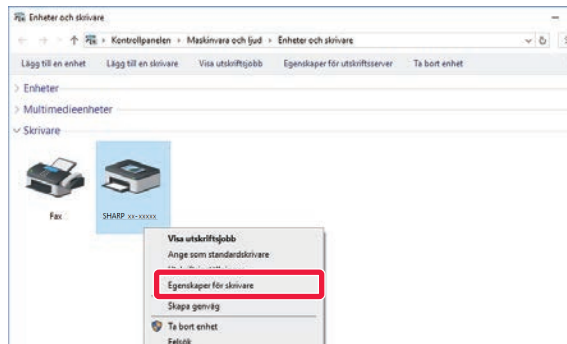 Enheter och skrivare
Kontrollpanelen › Maskinvara och ljud › Enheter och skrivare
Lägg till en enhet Lägg till en skrivare Visa utskriftsjobb Egenskaper för utskriftsserver Ta bort enhet
Enheter
Multimedieenheter
Skrivare
Fax SHARP xx-xxxxx
Visa utskriftsjobb
Ange som standardskrivare
Egenskaper för skrivare
Skapa genväg
Ta bort enhet
Felsök